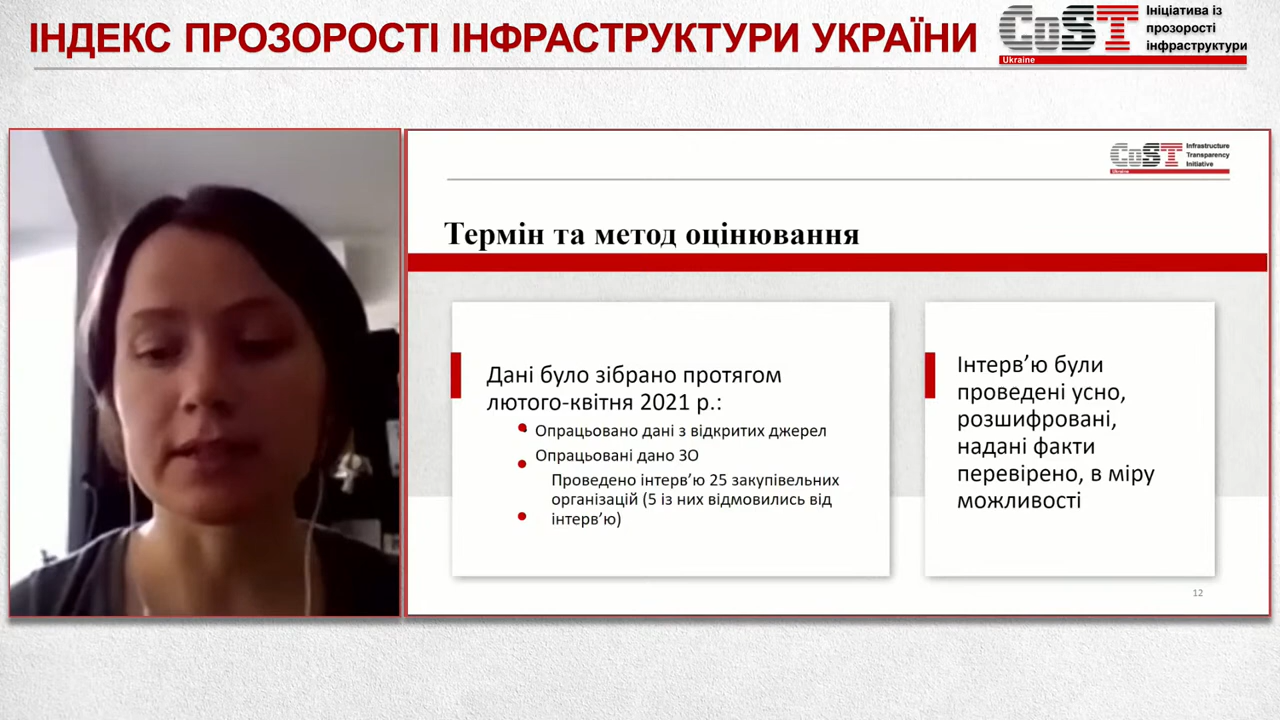 ІНДЕКС ПРОЗОРОСТІ ІНФРАСТРУКТУРИ УКРАЇНИ
CoST
Ukraine
Ініціатива із
прозорості
інфраструктури
CoST
Ukraine
Infrastructure
Transparency
Initiative
Термін та метод оцінювання
Дані було зібрано протягом
лютого-квітня 2021 р.:
• Опрацьовано дані з відкритих джерел
• Опрацьовані дано ЗО
• Проведено інтерв’ю 25 закупівельних
організацій (5 із них відмовились від
інтерв’ю)
Інтерв’ю були
проведені усно,
розшифровані,
надані факти
перевірено, в міру
можливості
12